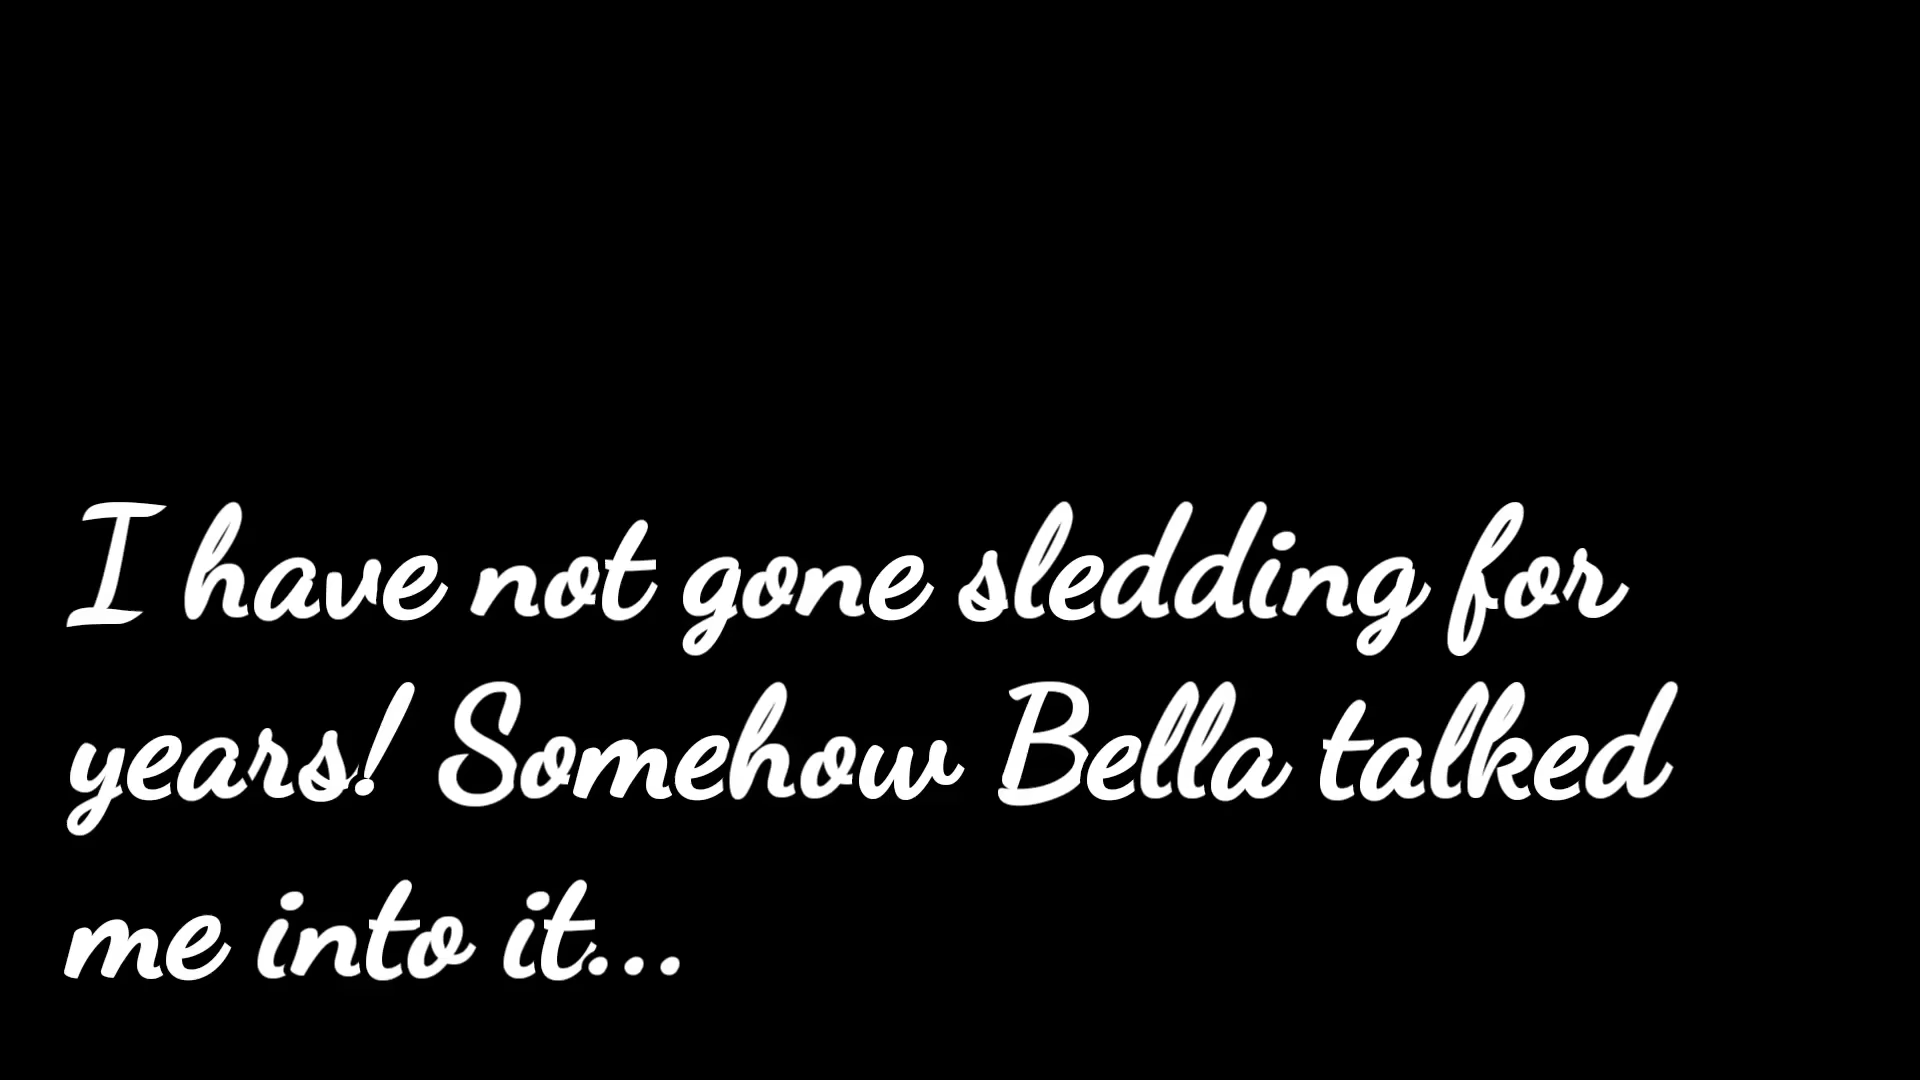 I have not gone sledding for
years! Somehow Bella talked
me into it...